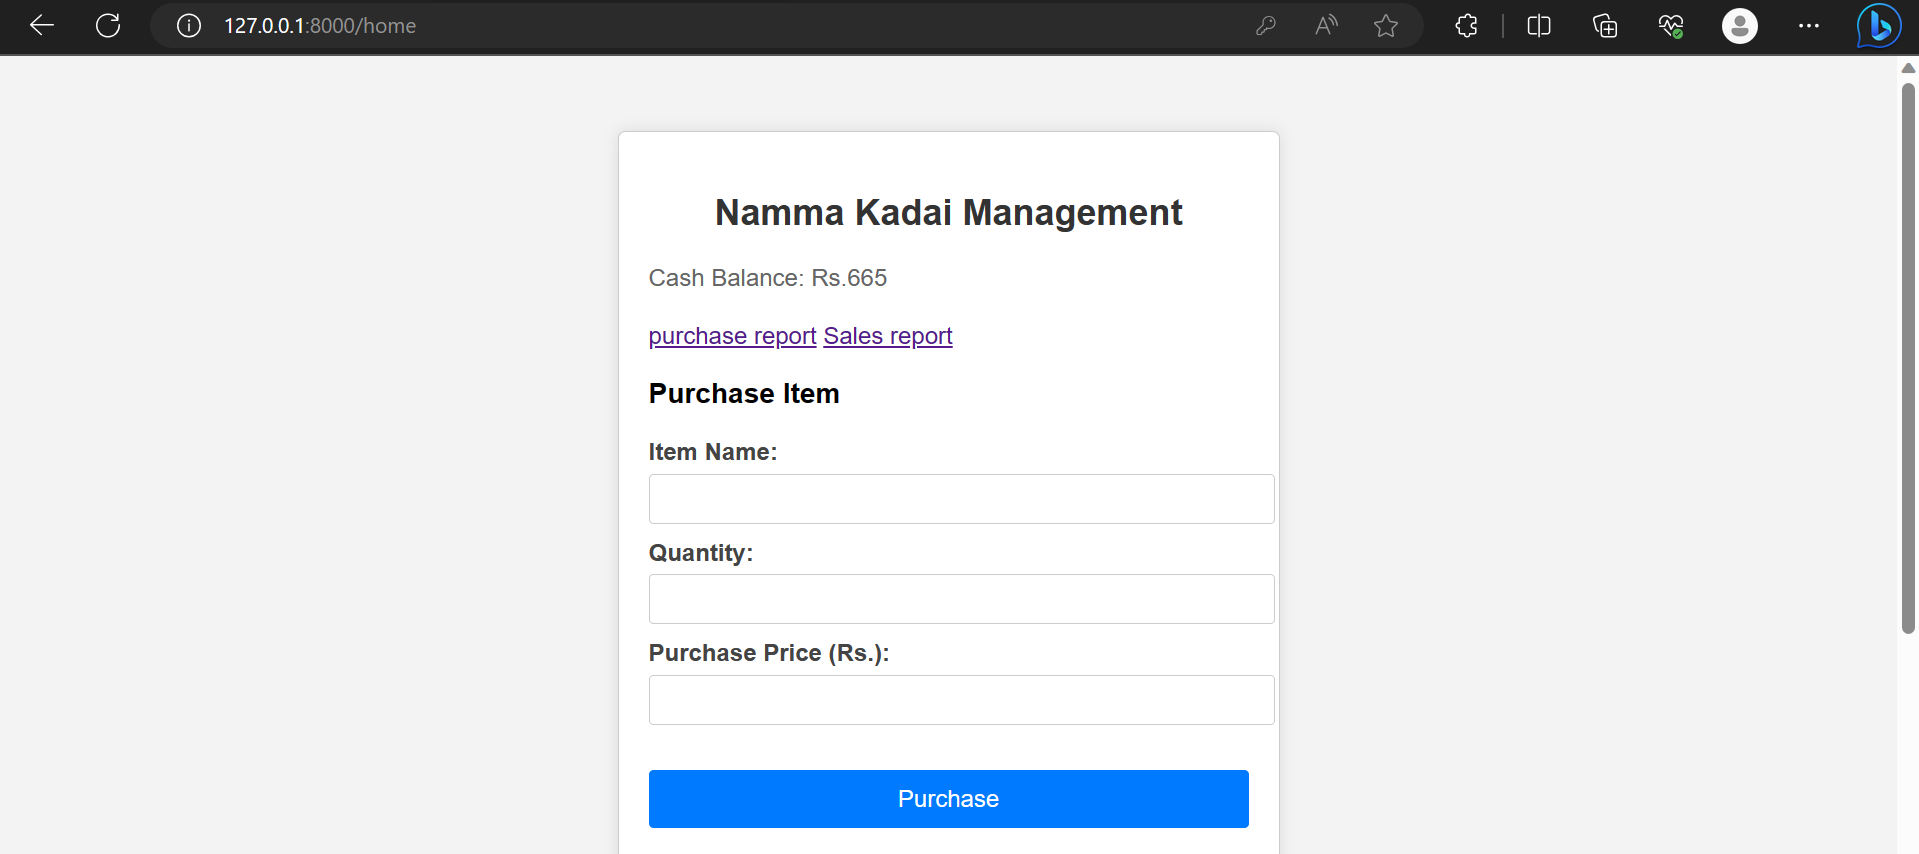 127.0.0.1:8000/home
Namma Kadai Management
Cash Balance: Rs.665
purchase report Sales report
Purchase Item
Item Name:
Quantity:
Purchase Price (Rs.):
Purchase